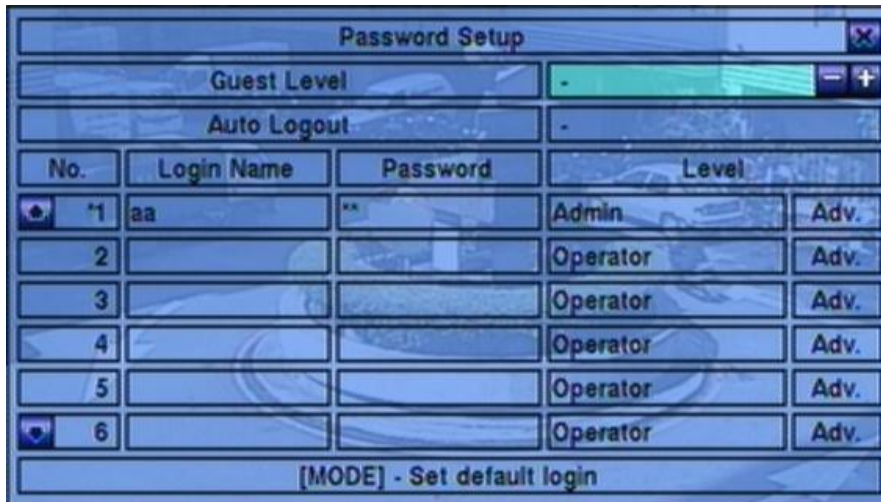 Password Setup
Guest Level -
Auto Logout -
No. Login Name Password Level
*1 aa ** Admin Adv.
2 Operator Adv.
3 Operator Adv.
4 Operator Adv.
5 Operator Adv.
6 Operator Adv.
[MODE] - Set default login